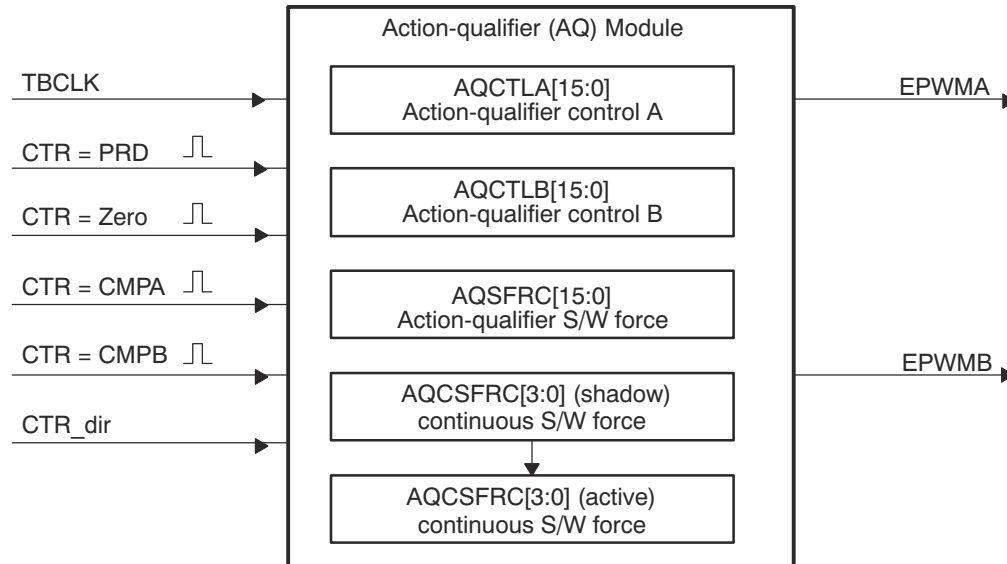 Action-qualifier (AQ) Module
TBCLK
CTR = PRD
CTR = Zero
CTR = CMPA
CTR = CMPB
CTR_dir
AQCTLA[15:0]
Action-qualifier control A
AQCTLB[15:0]
Action-qualifier control B
AQSFRC[15:0]
Action-qualifier S/W force
AQCSFRC[3:0] (shadow)
continuous S/W force
AQCSFRC[3:0] (active)
continuous S/W force
EPWMA
EPWMB